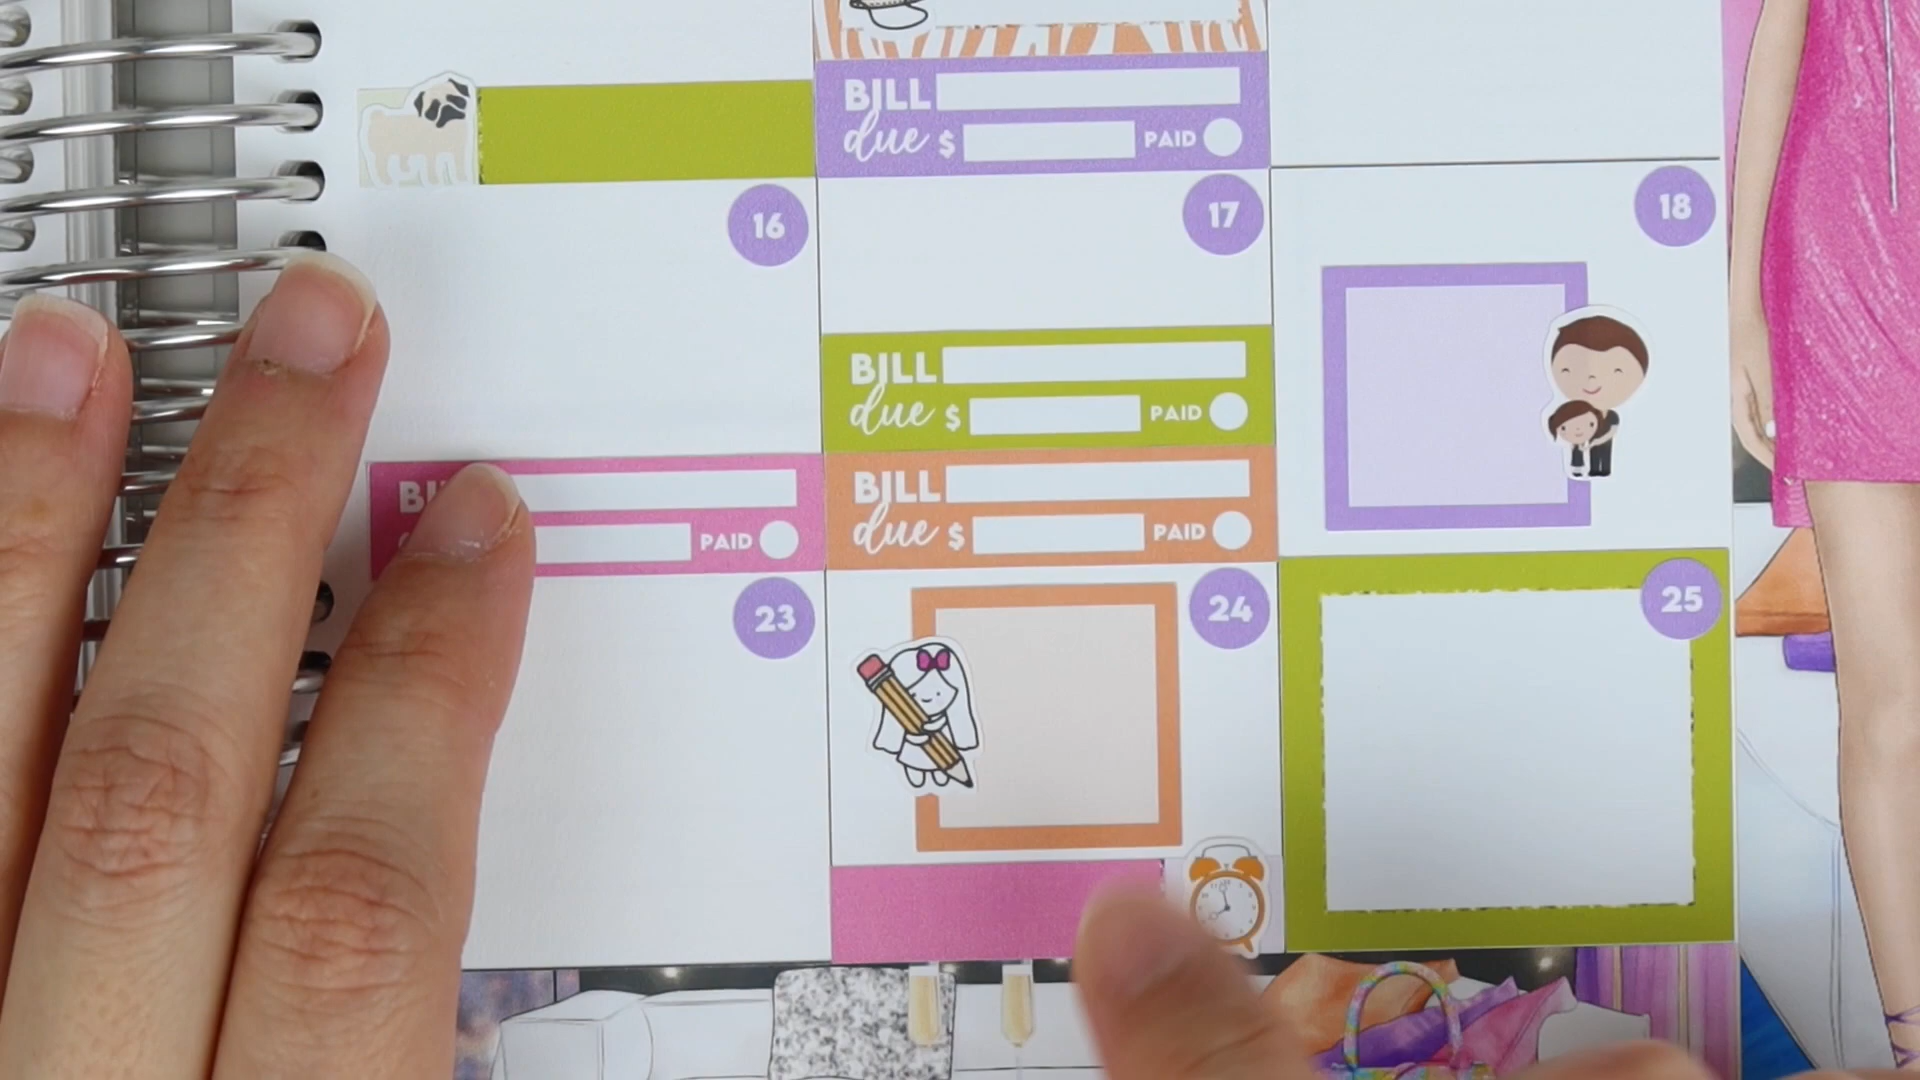 BILL
due $ PAID
16
17
18
BILL
due $ PAID
BILL
due $ PAID
PAID
23
24
25